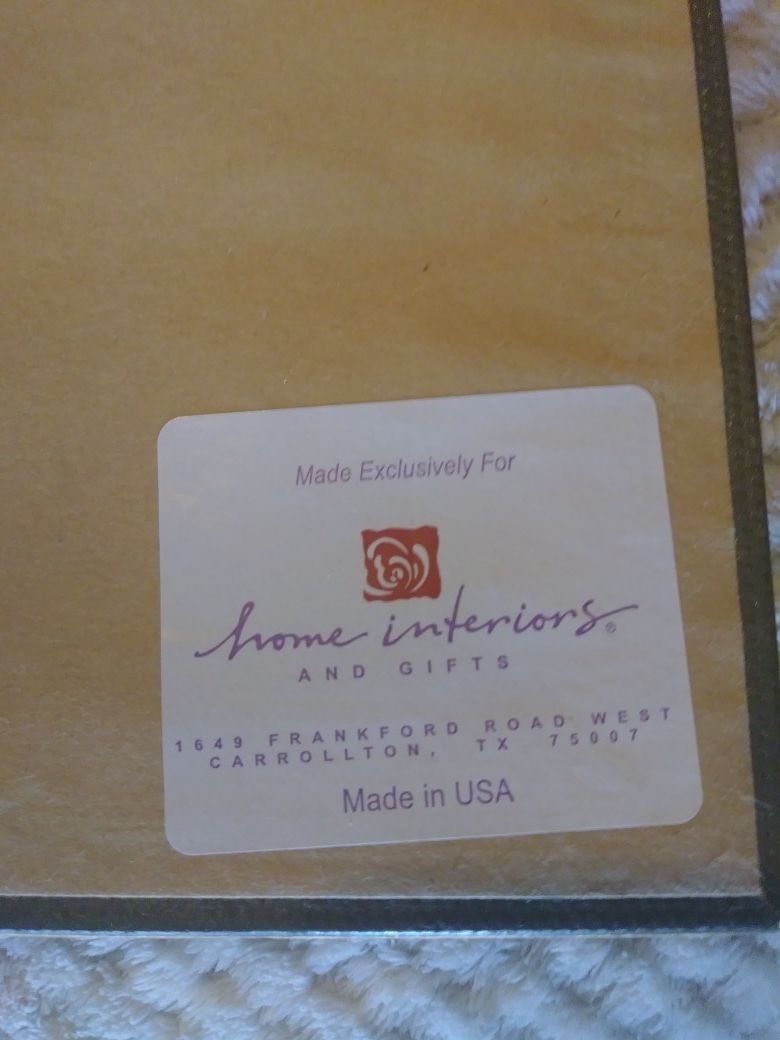 Made Exclusively For
home interiors®
AND GIFTS
1649 FRANKFORD ROAD WEST
CARROLLTON, TX 75007
Made in USA